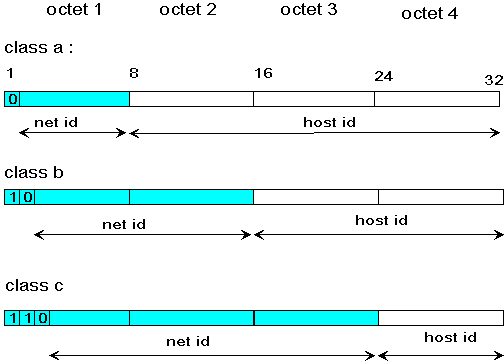 octet 1 octet 2 octet 3 octet 4
class a :
1 8 16 24 32
0
net id host id
class b
1 0
net id host id
class c
1 1 0
net id host id